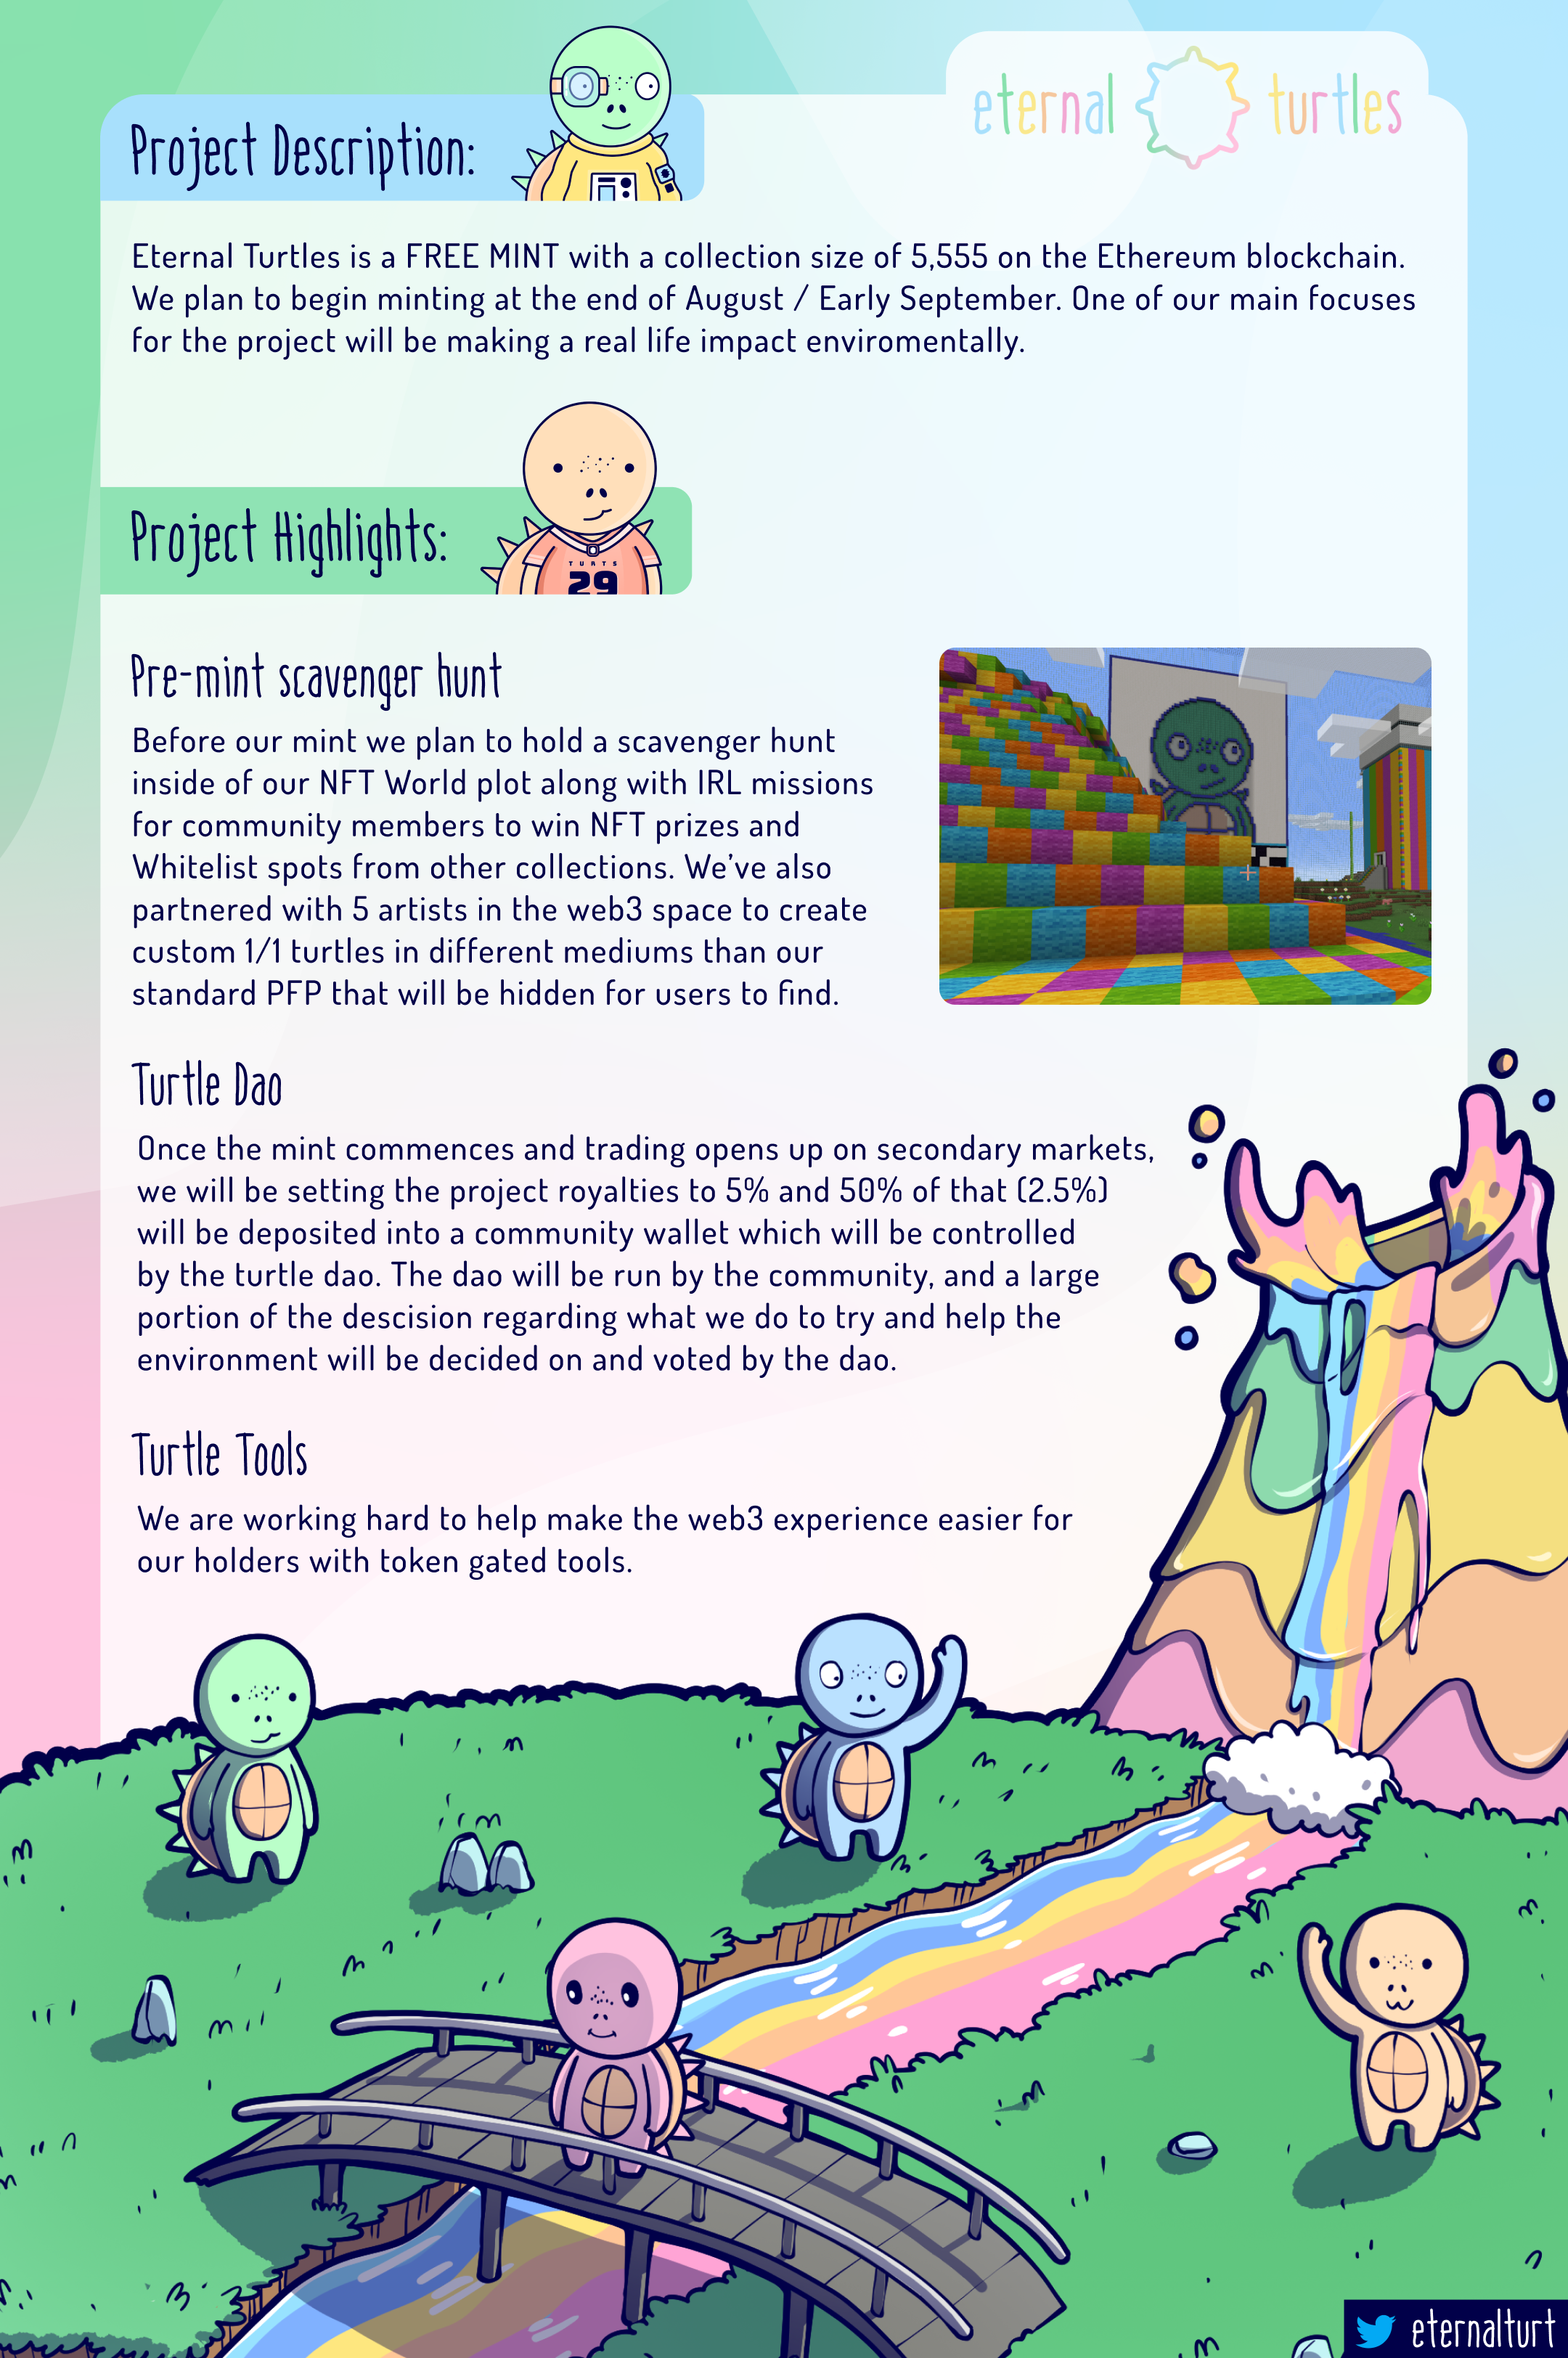 eternal turtles
Project Description:
Eternal Turtles is a FREE MINT with a collection size of 5,555 on the Ethereum blockchain.
We plan to begin minting at the end of August / Early September. One of our main focuses
for the project will be making a real life impact enviromentally.
TURTS
29
Project Highlights:
Pre-mint scavenger hunt
Before our mint we plan to hold a scavenger hunt
inside of our NFT World plot along with IRL missions
for community members to win NFT prizes and
Whitelist spots from other collections. We’ve also
partnered with 5 artists in the web3 space to create
custom 1/1 turtles in different mediums than our
standard PFP that will be hidden for users to find.
Turtle Dao
Once the mint commences and trading opens up on secondary markets,
we will be setting the project royalties to 5% and 50% of that (2.5%)
will be deposited into a community wallet which will be controlled
by the turtle dao. The dao will be run by the community, and a large
portion of the descision regarding what we do to try and help the
environment will be decided on and voted by the dao.
Turtle Tools
We are working hard to help make the web3 experience easier for
our holders with token gated tools.
eternalturt